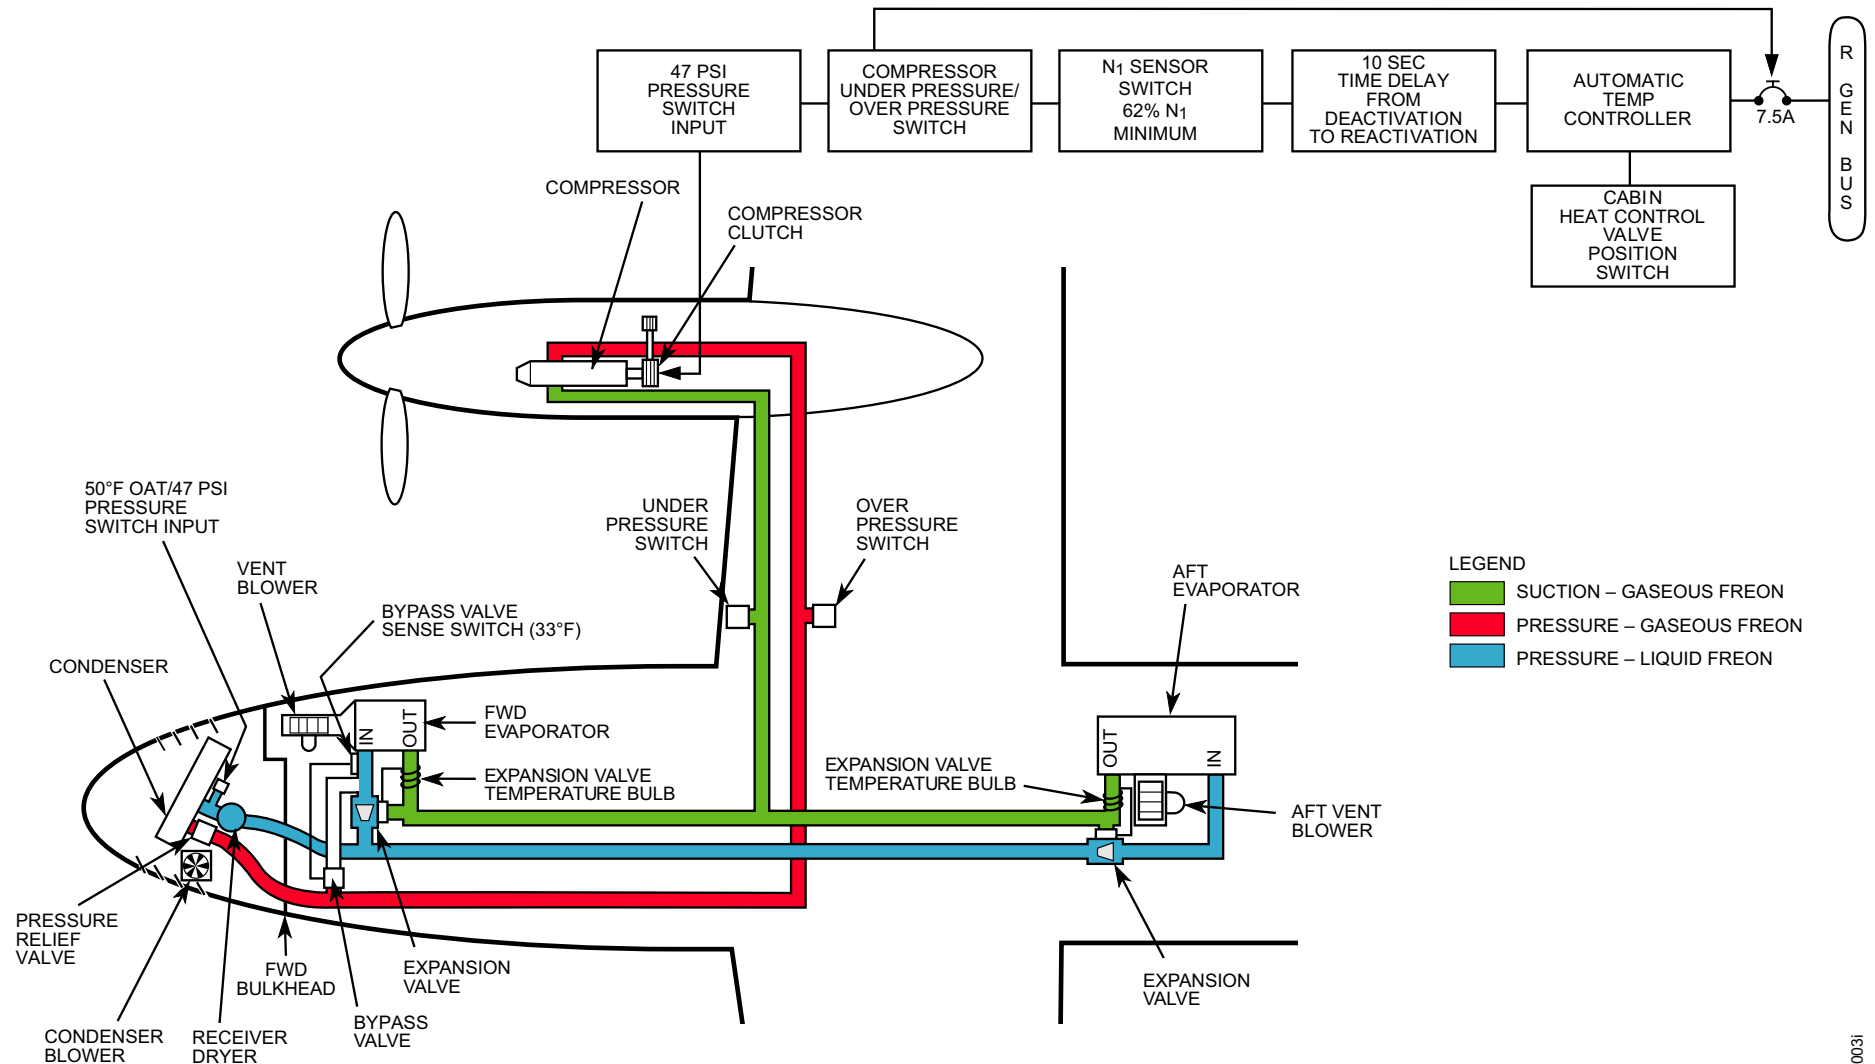 47 PSI
PRESSURE
SWITCH
INPUT
COMPRESSOR
UNDER PRESSURE/
OVER PRESSURE
SWITCH
N1 SENSOR
SWITCH
62% N1
MINIMUM
10 SEC
TIME DELAY
FROM
DEACTIVATION
TO REACTIVATION
AUTOMATIC
TEMP
CONTROLLER
7.5A
R GEN BUS
CABIN
HEAT CONTROL
VALVE
POSITION
SWITCH
COMPRESSOR
COMPRESSOR
CLUTCH
50°F OAT/47 PSI
PRESSURE
SWITCH INPUT
VENT
BLOWER
BYPASS VALVE
SENSE SWITCH (33°F)
CONDENSER
UNDER
PRESSURE
SWITCH
OVER
PRESSURE
SWITCH
AFT
EVAPORATOR
LEGEND
SUCTION – GASEOUS FREON
PRESSURE – GASEOUS FREON
PRESSURE – LIQUID FREON
IN
OUT
FWD
EVAPORATOR
EXPANSION VALVE
TEMPERATURE BULB
EXPANSION VALVE
TEMPERATURE BULB
OUT
IN
AFT VENT
BLOWER
PRESSURE
RELIEF
VALVE
FWD
BULKHEAD
EXPANSION
VALVE
EXPANSION
VALVE
CONDENSER
BLOWER
RECEIVER
DRYER
BYPASS
VALVE
003i